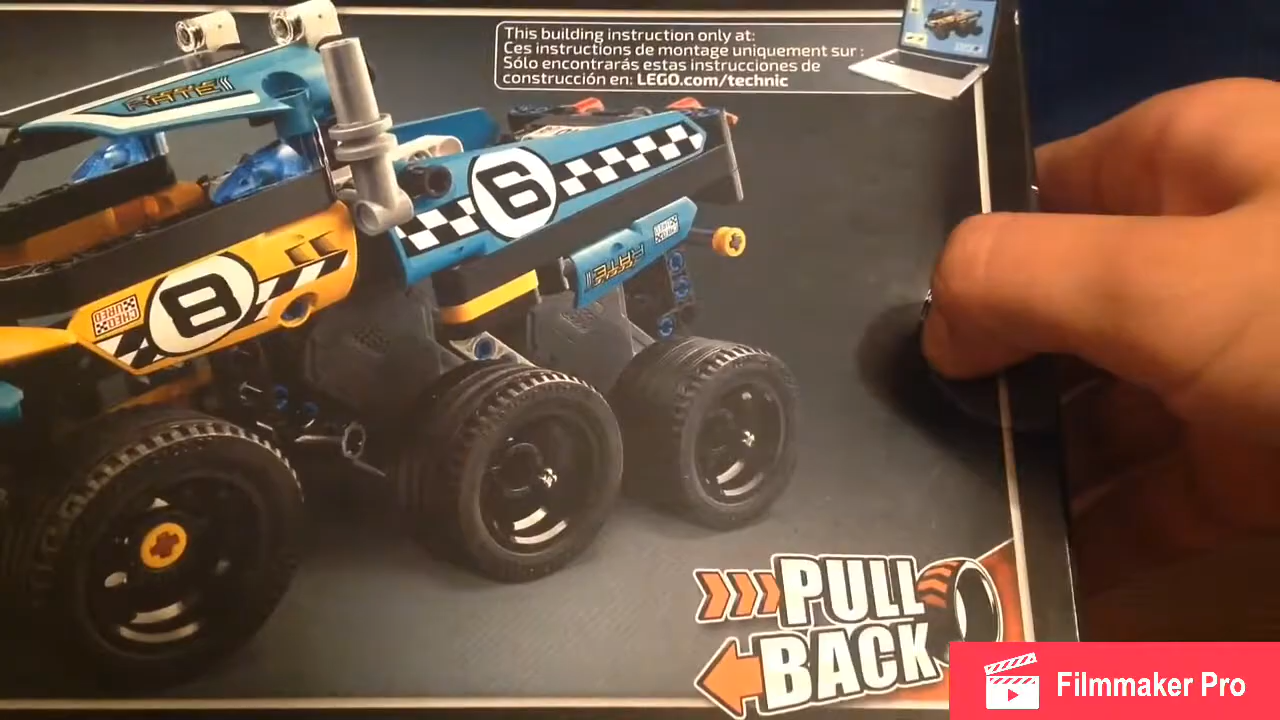 This building instruction only at:
Ces instructions de montage uniquement sur :
Sólo encontrarás estas instrucciones de
construcción en: LEGO.com/technic
6
8
PULL
BACK
Filmmaker Pro